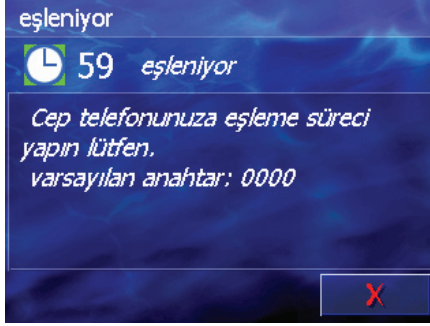 eşleniyor
59 eşleniyor
Cep telefonunuza eşleme süreci
yapın lütfen.
varsayılan anahtar: 0000
X